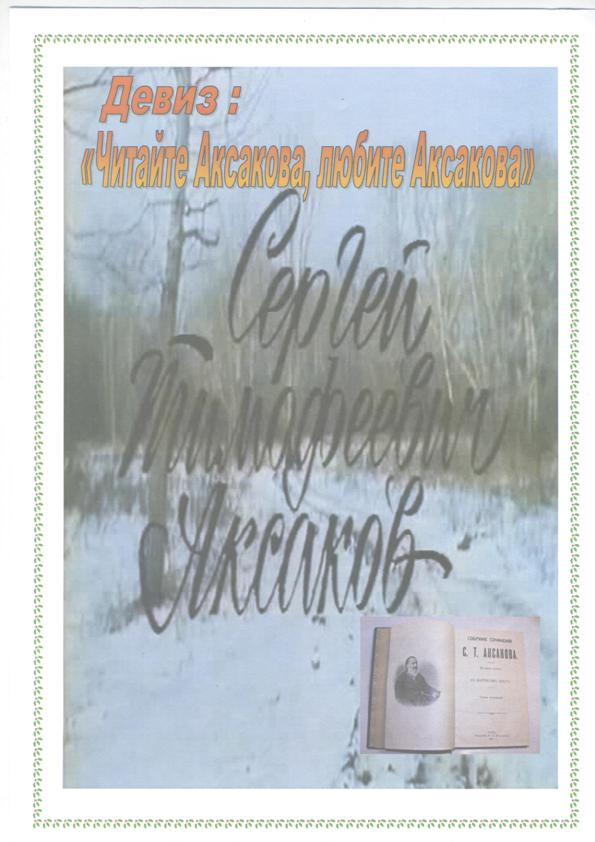 Девиз :
«Читайте Аксакова, любите Аксакова»
Сергей
Тимофеевич
Аксаков
СОБРАНІЕ СОЧИНЕНІЙ
С. Т. АКСАКОВА.